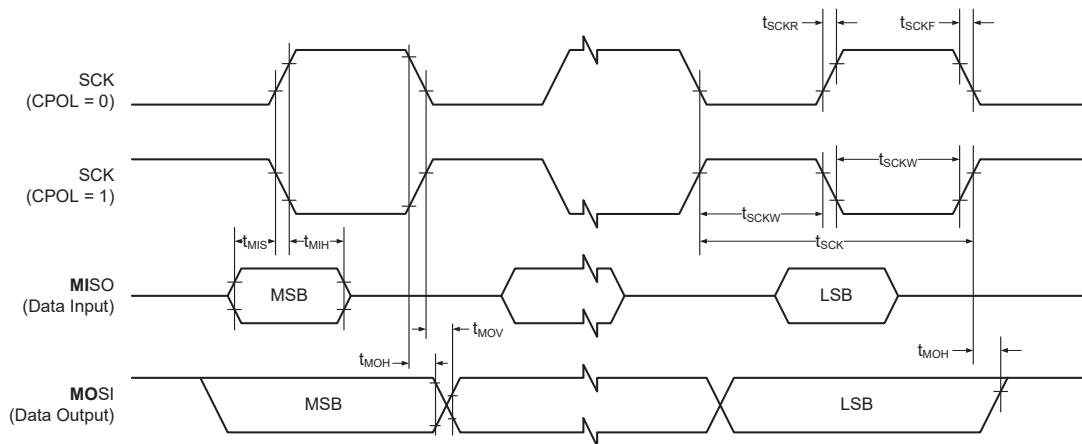 tSCKR
tSCKF
SCK
(CPOL = 0)
SCK
(CPOL = 1)
tSCKW
tSCKW
tSCK
tMIS
tMIH
MISO
(Data Input)
MSB
LSB
tMOV
tMOH
tMOH
MOSI
(Data Output)
MSB
LSB